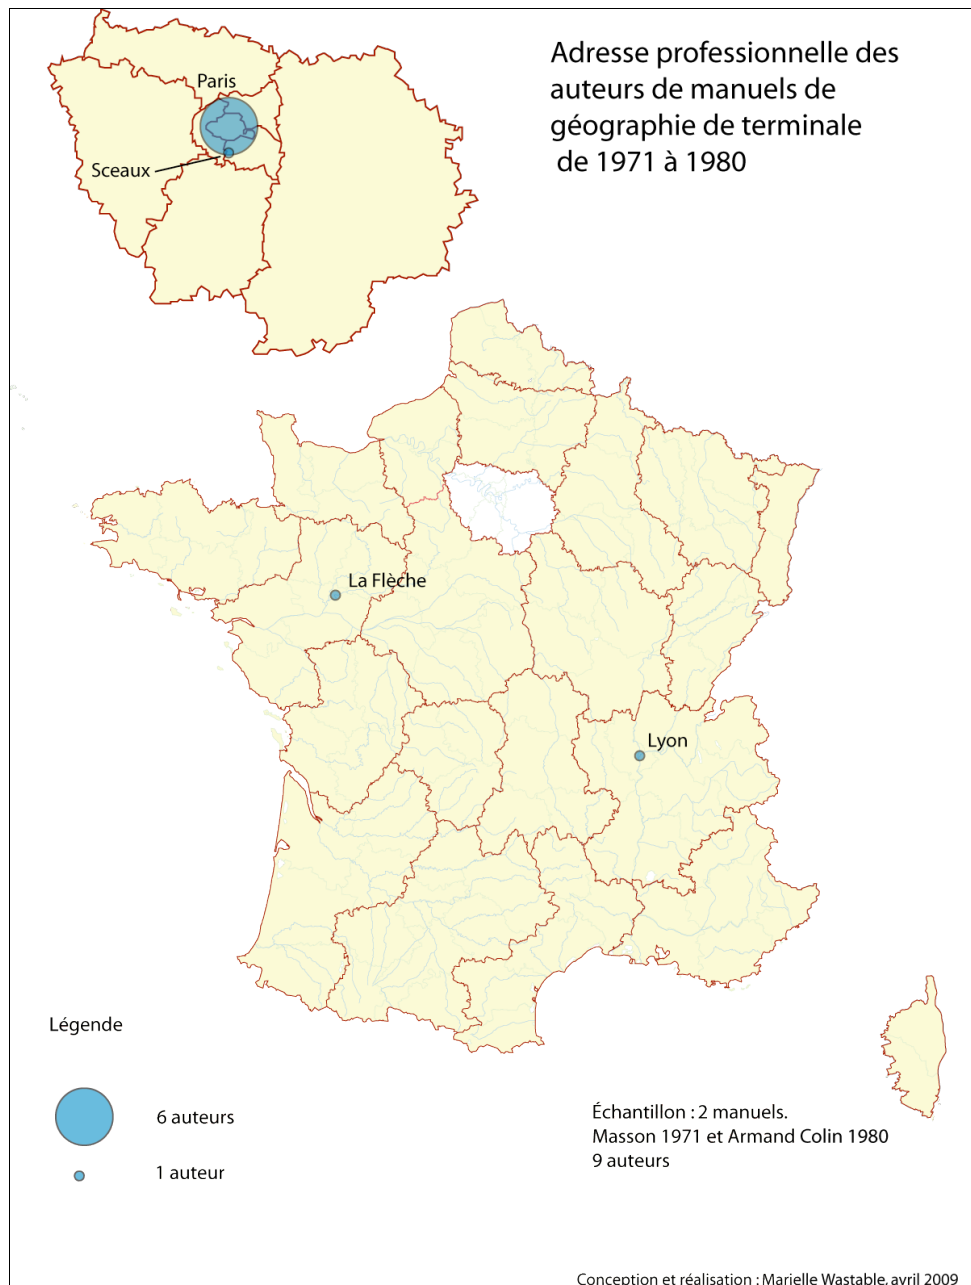 Adresse professionnelle des
auteurs de manuels de
géographie de terminale
de 1971 à 1980
Paris
Sceaux
La Flèche
Lyon
Légende
6 auteurs
1 auteur
Échantillon : 2 manuels.
Masson 1971 et Armand Colin 1980
9 auteurs
Conception et réalisation : Marielle Wastable, avril 2009